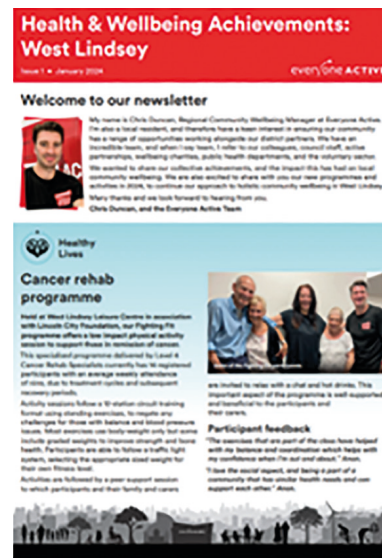 Health & Wellbeing Achievements:
West Lindsey
Issue 1 • January 2024
everyone ACTIVE
Welcome to our newsletter
My name is Chris Duncan, Regional Community Wellbeing Manager at Everyone Active.
I'm also a local resident, and therefore have a keen interest in ensuring our community
has a range of opportunities working alongside our district partners. We have an
incredible team, and when I say team, I refer to our colleagues, council staff, active
partnerships, wellbeing charities, public health departments, and the voluntary sector.
We wanted to share our collective achievements, and the impact this has had on local
community wellbeing. We are also excited to share with you our new programmes and
activities in 2024, to continue our approach to holistic community wellbeing in West Lindsey.
Many thanks and we look forward to hearing from you.
Chris Duncan, and the Everyone Active Team
Healthy
Lives
Cancer rehab
programme
Held at West Lindsey Leisure Centre in association
with Lincoln City Foundation, our Fighting Fit
programme offers a low impact physical activity
session to support those in remission of cancer.
This specialised programme delivered by Level 4
Cancer Rehab Specialists currently has 16 registered
participants with an average weekly attendance
of nine, due to treatment cycles and subsequent
recovery periods.
Activity sessions follow a 10-station circuit training
format using standing exercises, to negate any
challenges for those with balance and blood pressure
issues. Most exercises use body-weight only but some
include graded weights to improve strength and bone
health. Participants are able to follow a traffic light
system, selecting the appropriate sized weight for
their own fitness level.
Activities are followed by a peer support session
to which participants and their family and carers
are invited to relax with a chat and hot drinks. This
important aspect of the programme is well supported
and beneficial to the participants and
their carers.
Participant feedback
"The exercises that are part of the class have helped
with my balance and coordination which helps with
my confidence when I'm out and about." Anon.
"I love the social aspect, and being a part of a
community that has similar health needs and can
support each other." Anon.